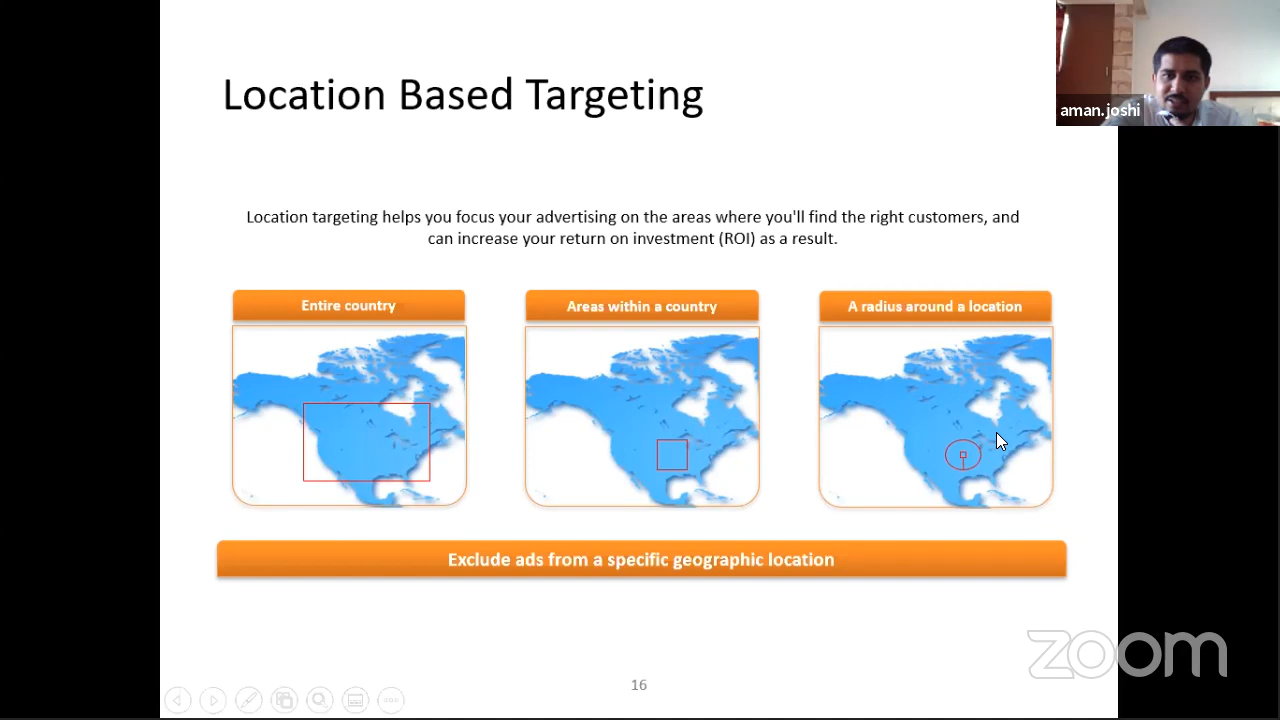 Location Based Targeting
aman.joshi
Location targeting helps you focus your advertising on the areas where you'll find the right customers, and
can increase your return on investment (ROI) as a result.
Entire country
Areas within a country
A radius around a location
Exclude ads from a specific geographic location
zoom
16